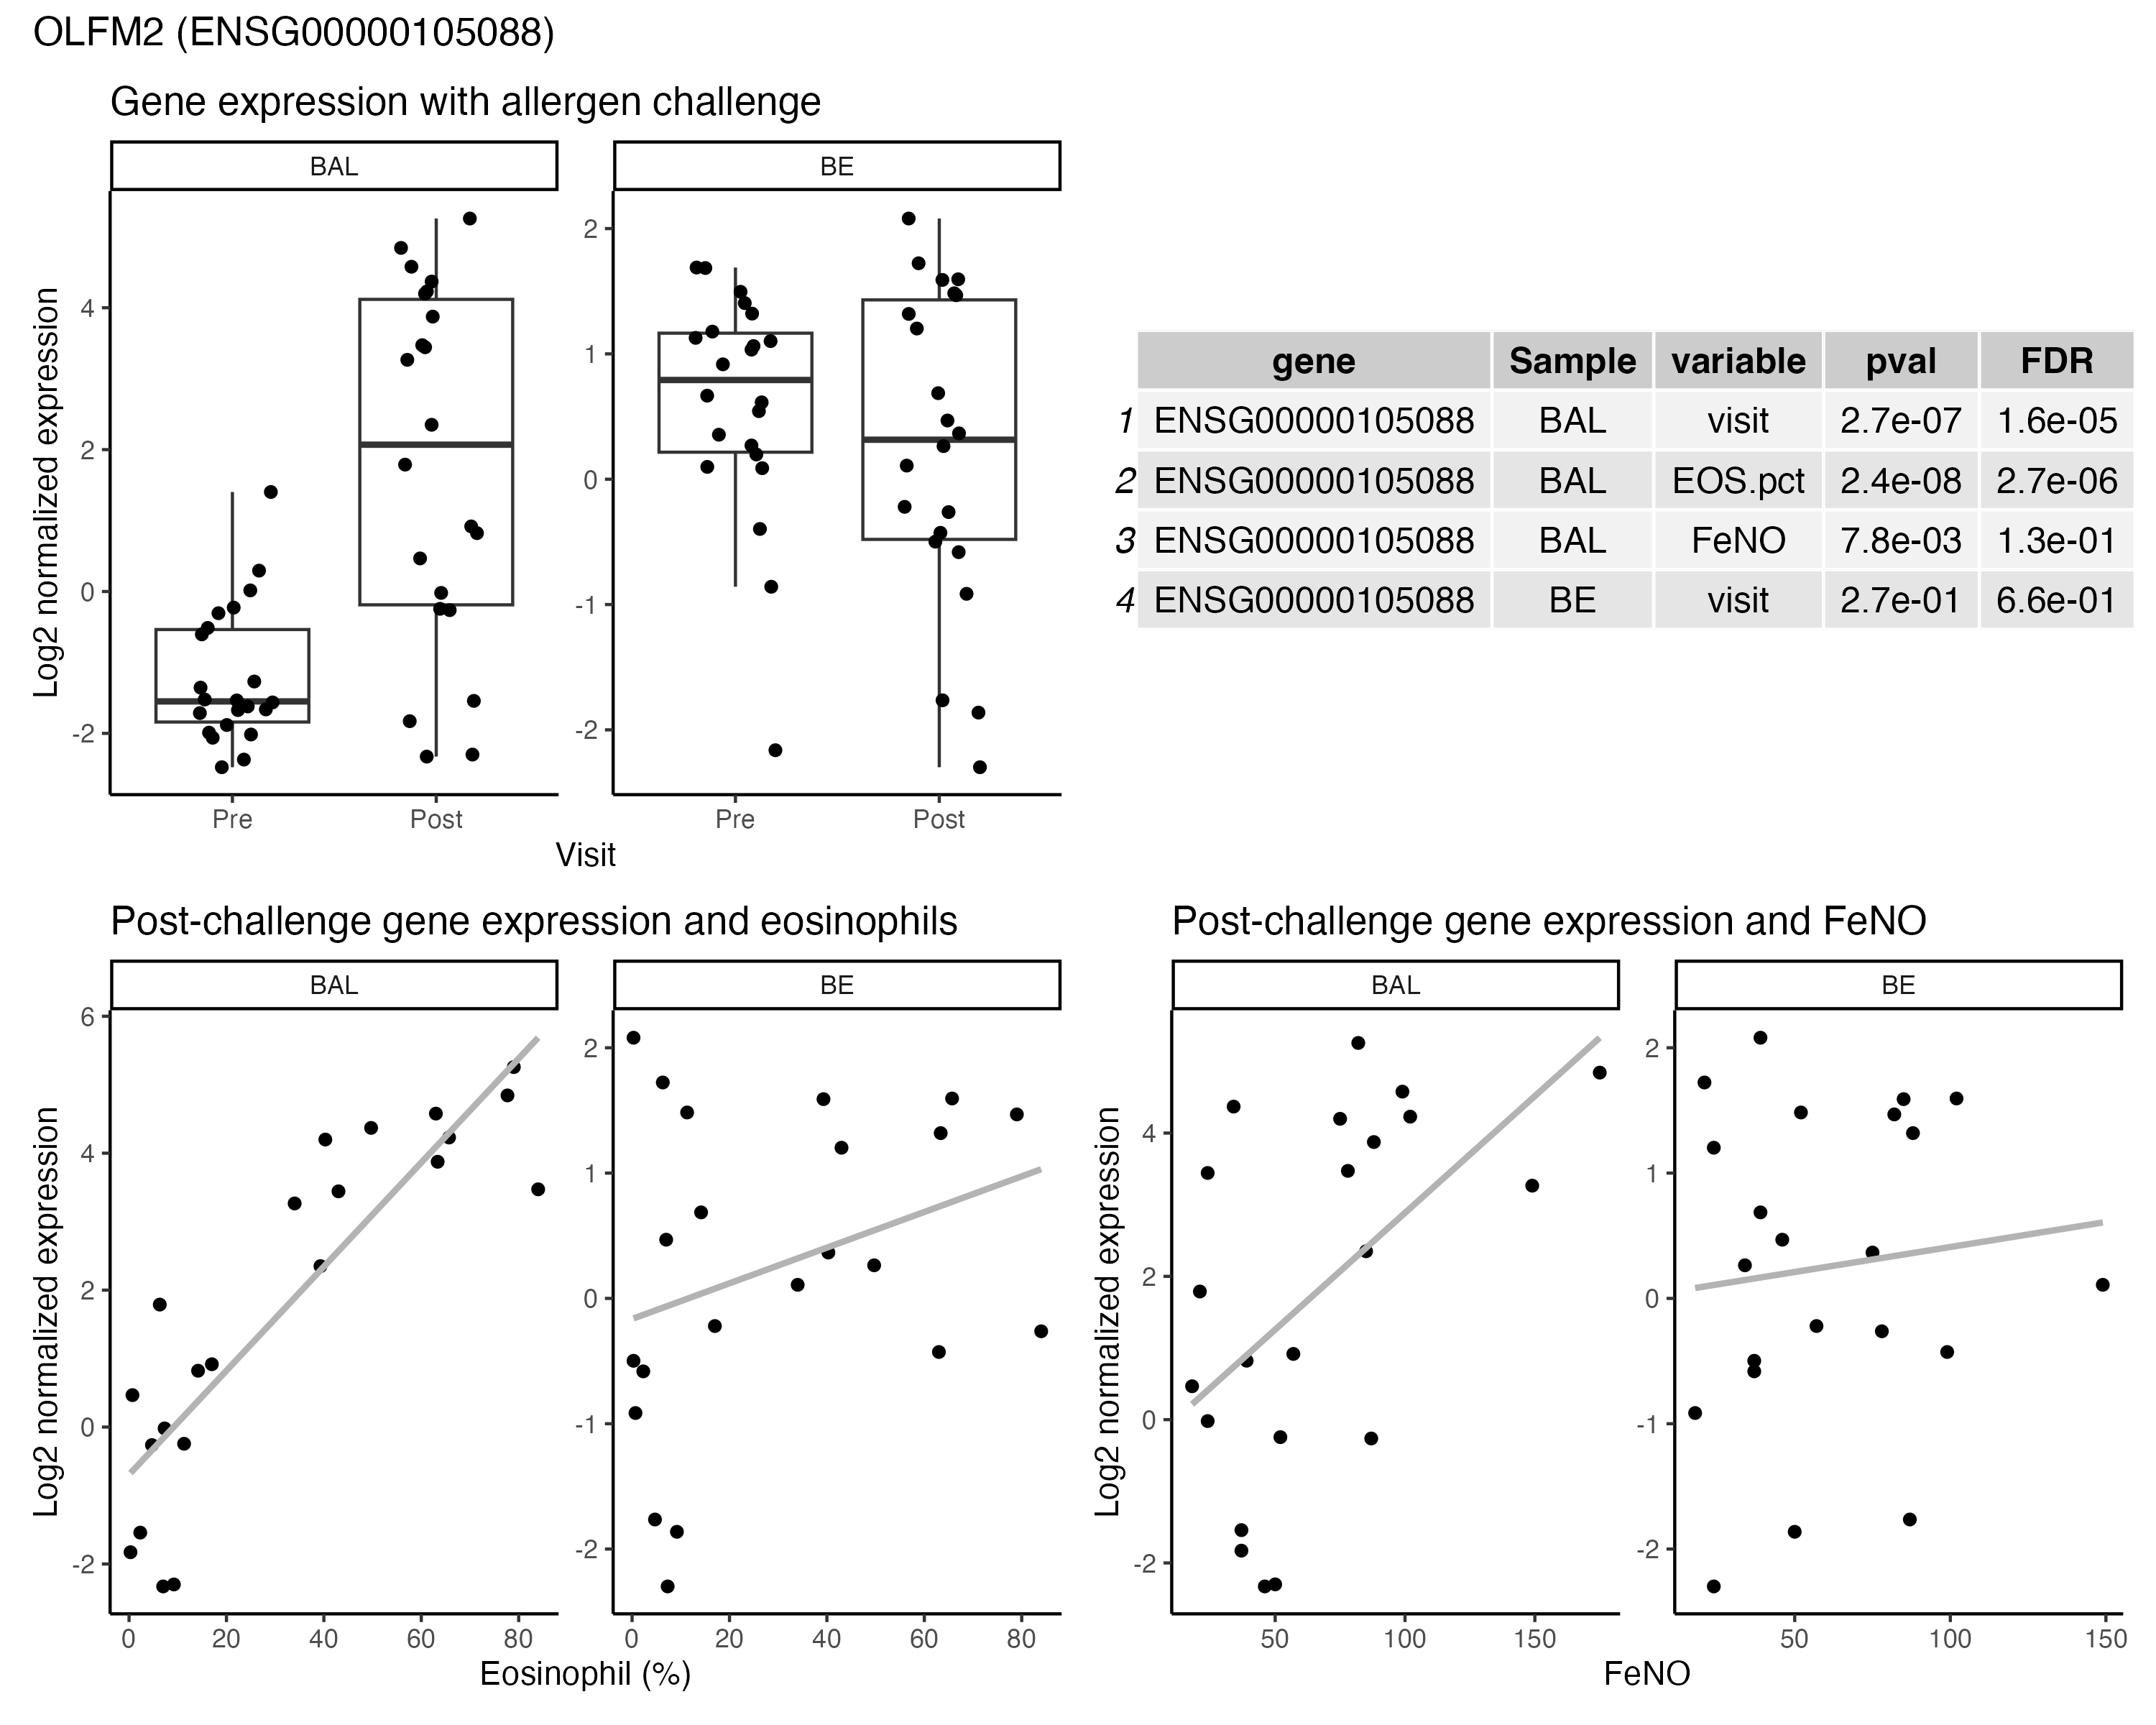 OLFM2 (ENSG00000105088)
Gene expression with allergen challenge
BAL BE
Log2 normalized expression
4
2
0
-2
2
1
0
-1
-2
Pre Post Pre Post
Visit
gene Sample variable pval FDR
1 ENSG00000105088 BAL visit 2.7e-07 1.6e-05
2 ENSG00000105088 BAL EOS.pct 2.4e-08 2.7e-06
3 ENSG00000105088 BAL FeNO 7.8e-03 1.3e-01
4 ENSG00000105088 BE visit 2.7e-01 6.6e-01
Post-challenge gene expression and eosinophils
BAL BE
Log2 normalized expression
6
4
2
0
-2
2
1
0
-1
-2
0 20 40 60 80 0 20 40 60 80
Eosinophil (%)
Post-challenge gene expression and FeNO
BAL BE
Log2 normalized expression
4
2
0
-2
2
1
0
-1
-2
50 100 150 50 100 150
FeNO